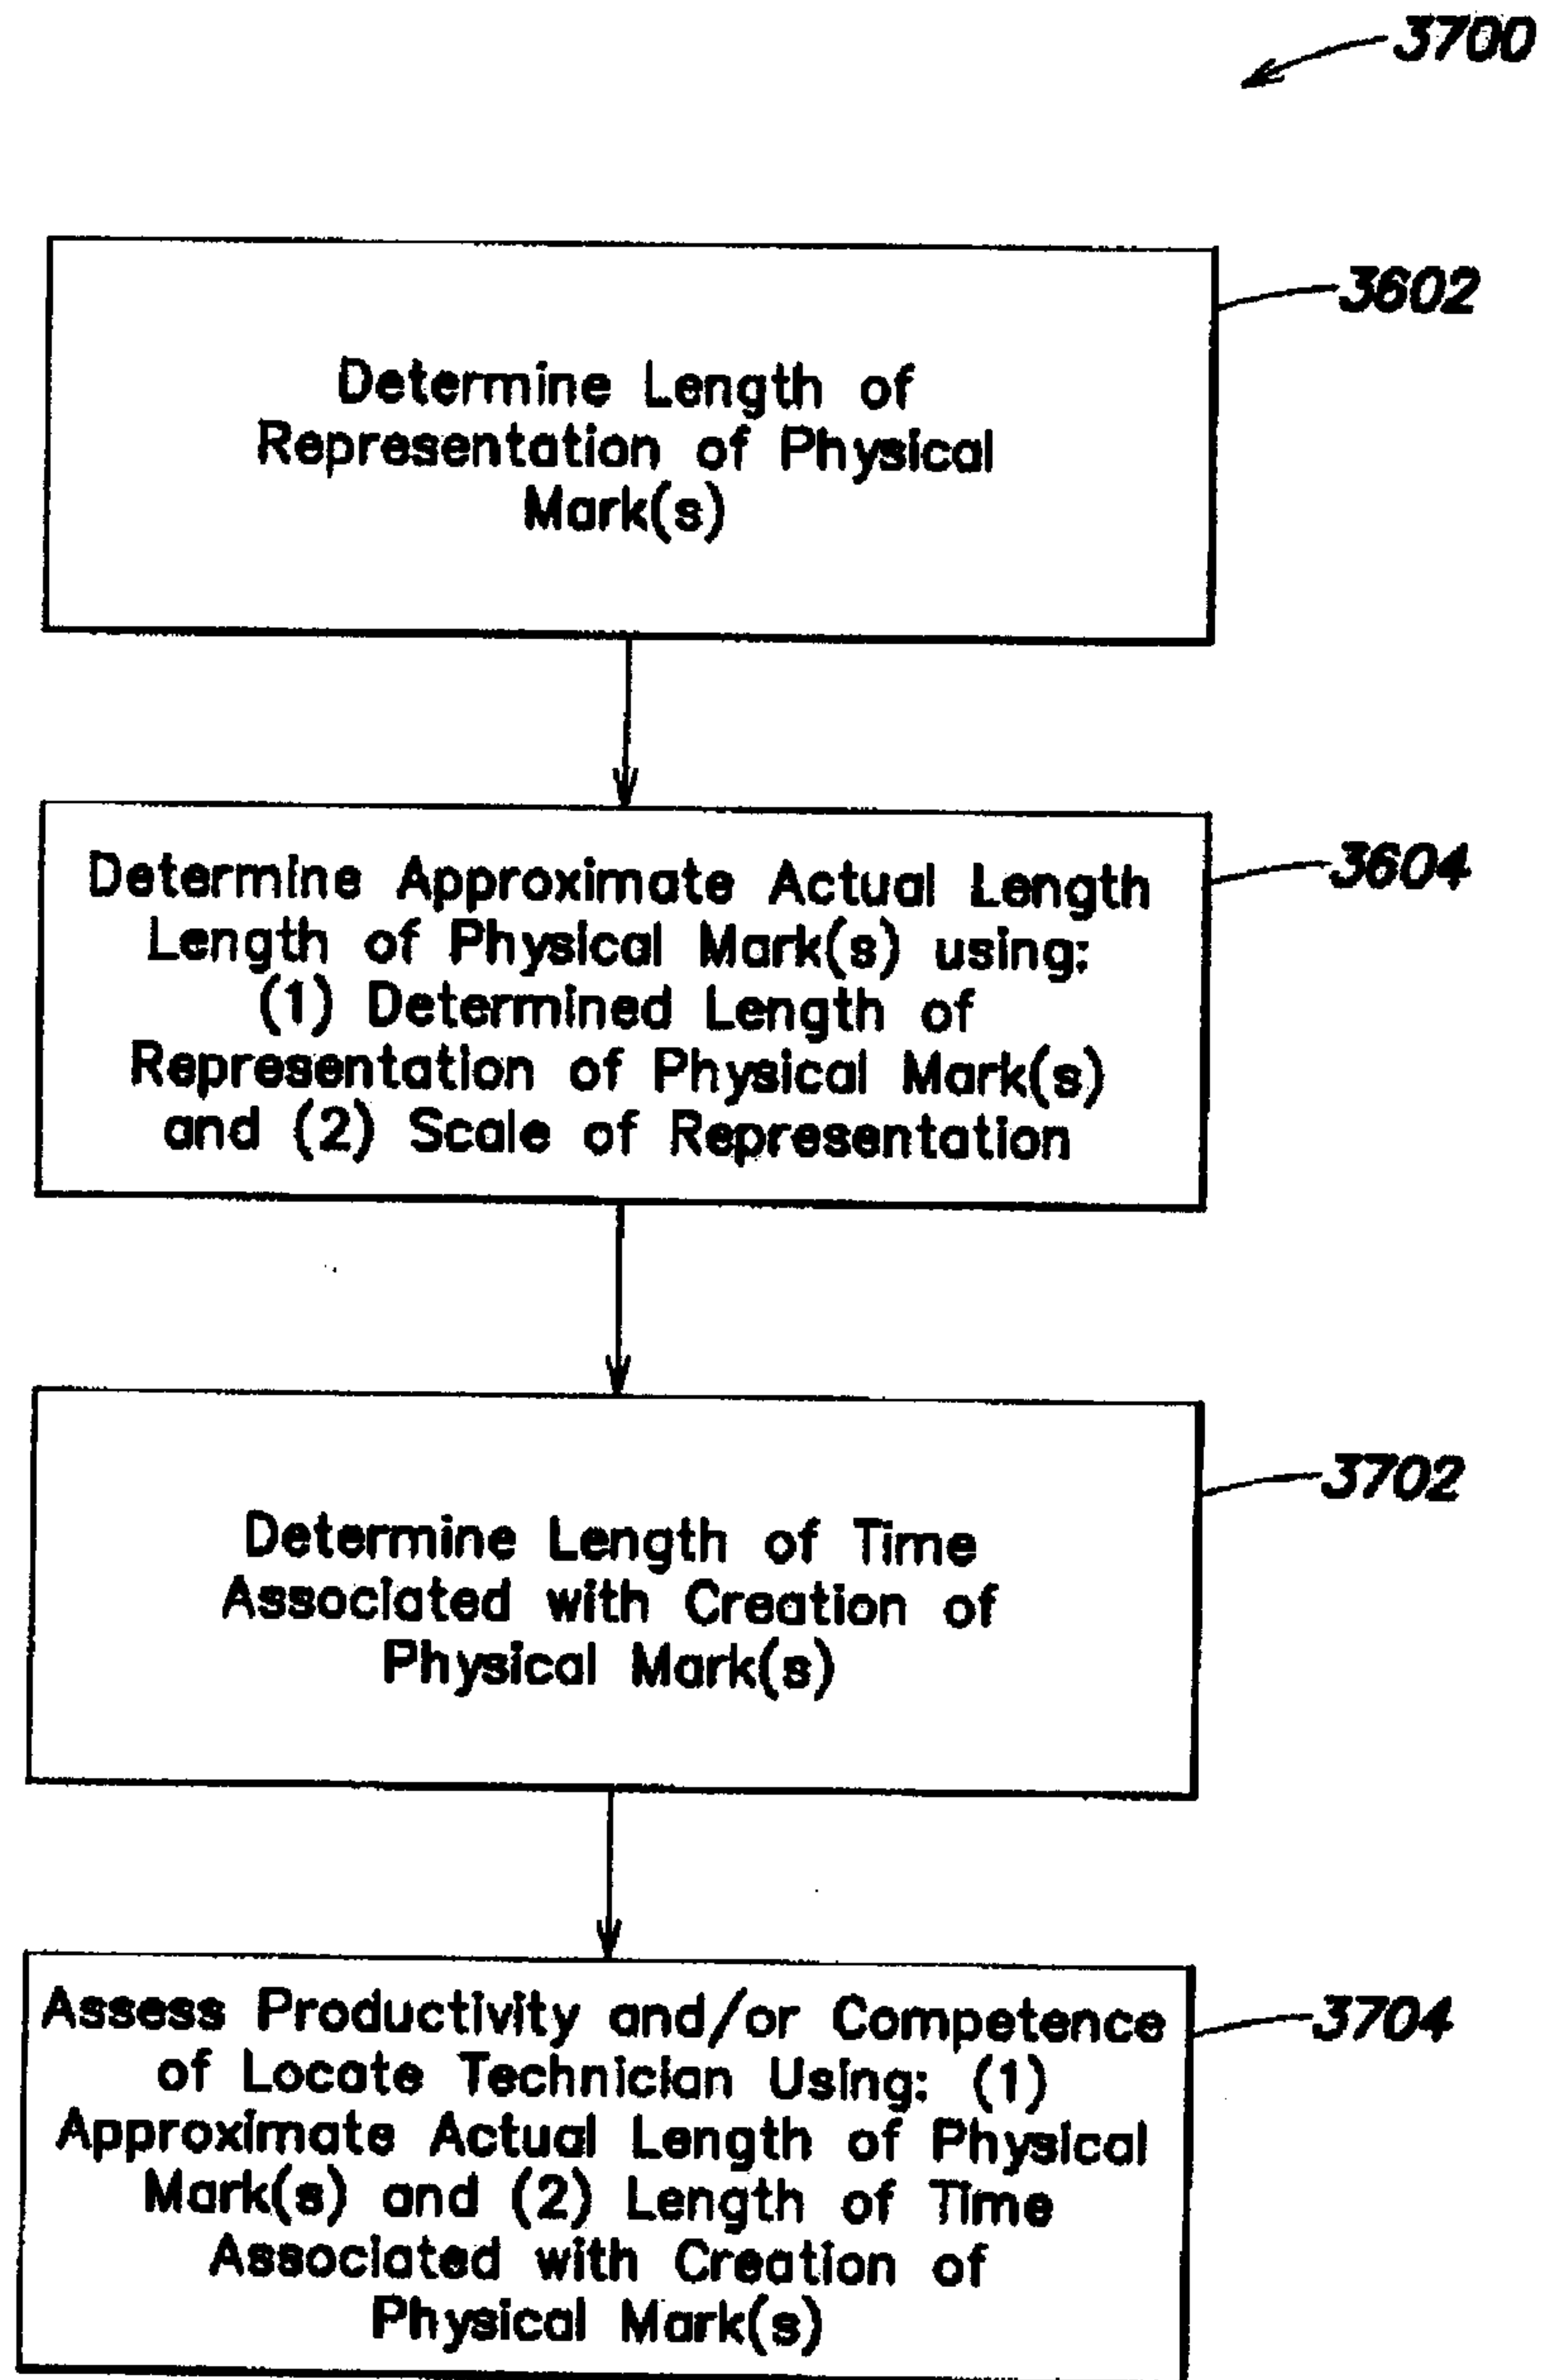 3700
3602
Determine Length of
Representation of Physical
Mark(s)
3604
Determine Approximate Actual Length
Length of Physical Mark(s) using:
(1) Determined Length of
Representation of Physical Mark(s)
and (2) Scale of Representation
3702
Determine Length of Time
Associated with Creation of
Physical Mark(s)
3704
Assess Productivity and/or Competence
of Locate Technician Using: (1)
Approximate Actual Length of Physical
Mark(s) and (2) Length of Time
Associated with Creation of
Physical Mark(s)